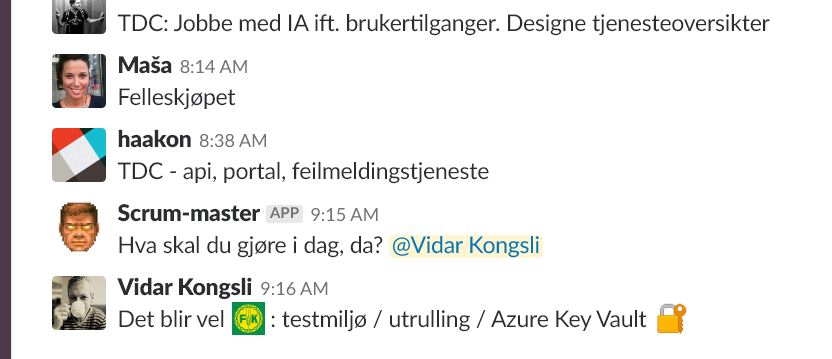 TDC: Jobbe med IA ift. brukertilganger. Designe tjenesteoversikter
Maša 8:14 AM
Felleskjøpet
haakon 8:38 AM
TDC - api, portal, feilmeldingstjeneste
Scrum-master APP 9:15 AM
Hva skal du gjøre i dag, da? @Vidar Kongsli
Vidar Kongsli 9:16 AM
Det blir vel FK : testmiljø / utrulling / Azure Key Vault